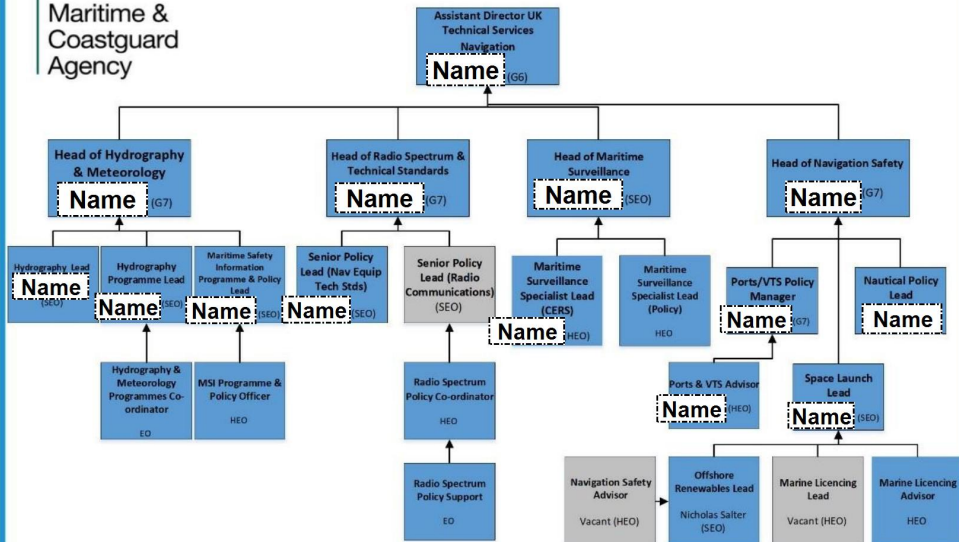 Maritime &
Coastguard
Agency
Assistant Director UK
Technical Services
Navigation
Name (G6)
Head of Hydrography
& Meteorology
Name (G7)
Head of Radio Spectrum &
Technical Standards
Name (G7)
Head of Maritime
Surveillance
Name (SEO)
Head of Navigation Safety
Name (G7)
Hydrography Lead
Name
(SEO)
Hydrography
Programme Lead
Name (SEO)
Maritime Safety
Information
Programme & Policy
Lead
Name (SEO)
Senior Policy
Lead (Nav Equip
Tech Stds)
Name (SEO)
Senior Policy
Lead (Radio
Communications)
(SEO)
Maritime
Surveillance
Specialist Lead
(CERS)
Name (HEO)
Maritime
Surveillance
Specialist Lead
(Policy)
HEO
Ports/VTS Policy
Manager
Name (G7)
Nautical Policy
Lead
Name
Hydrography &
Meteorology
Programmes Co-
ordinator
EO
MSI Programme &
Policy Officer
HEO
Radio Spectrum
Policy Co-ordinator
HEO
Ports & VTS Advisor
Name (HEO)
Space Launch
Lead
Name (SEO)
Radio Spectrum
Policy Support
EO
Navigation Safety
Advisor
Vacant (HEO)
Offshore
Renewables Lead
Nicholas Salter
(SEO)
Marine Licencing
Lead
Vacant (HEO)
Marine Licencing
Advisor
HEO